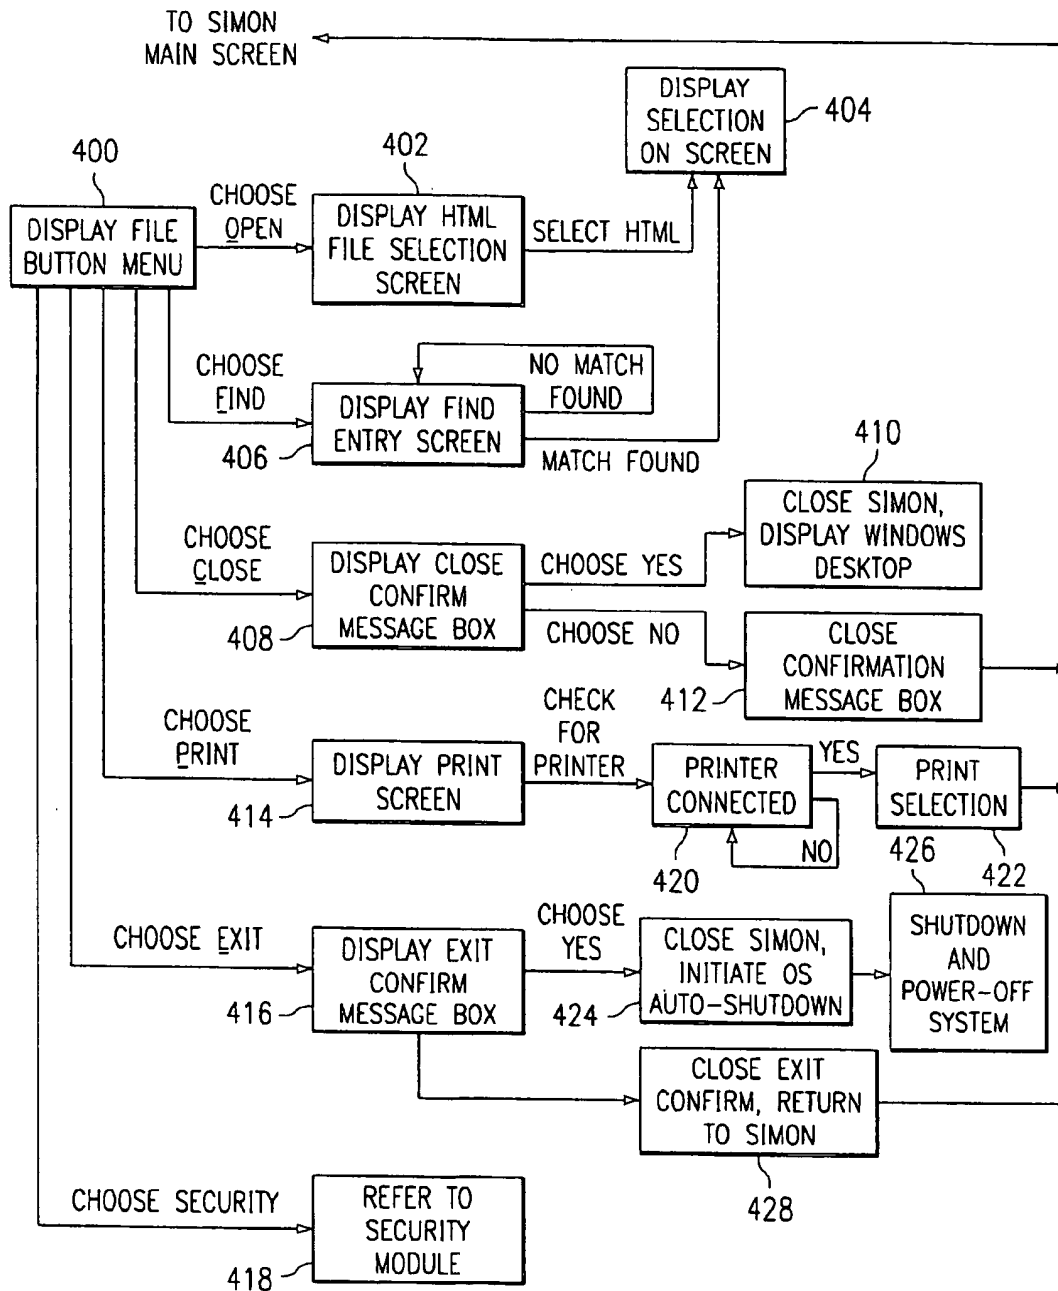 TO SIMON
MAIN SCREEN
DISPLAY
SELECTION
ON SCREEN
404
400
402
DISPLAY FILE
BUTTON MENU
CHOOSE
OPEN
DISPLAY HTML
FILE SELECTION
SCREEN
SELECT HTML
CHOOSE
FIND
NO MATCH
FOUND
DISPLAY FIND
ENTRY SCREEN
406
MATCH FOUND
410
CLOSE SIMON,
DISPLAY WINDOWS
DESKTOP
CHOOSE
CLOSE
DISPLAY CLOSE
CONFIRM
MESSAGE BOX
408
CHOOSE YES
CHOOSE NO
CLOSE
CONFIRMATION
MESSAGE BOX
412
CHOOSE
PRINT
DISPLAY PRINT
SCREEN
414
CHECK
FOR
PRINTER
PRINTER
CONNECTED
420
YES
NO
PRINT
SELECTION
422
426
CHOOSE EXIT
DISPLAY EXIT
CONFIRM
MESSAGE BOX
416
CHOOSE
YES
CLOSE SIMON,
INITIATE OS
AUTO-SHUTDOWN
424
SHUTDOWN
AND
POWER-OFF
SYSTEM
CLOSE EXIT
CONFIRM, RETURN
TO SIMON
428
CHOOSE SECURITY
REFER TO
SECURITY
MODULE
418